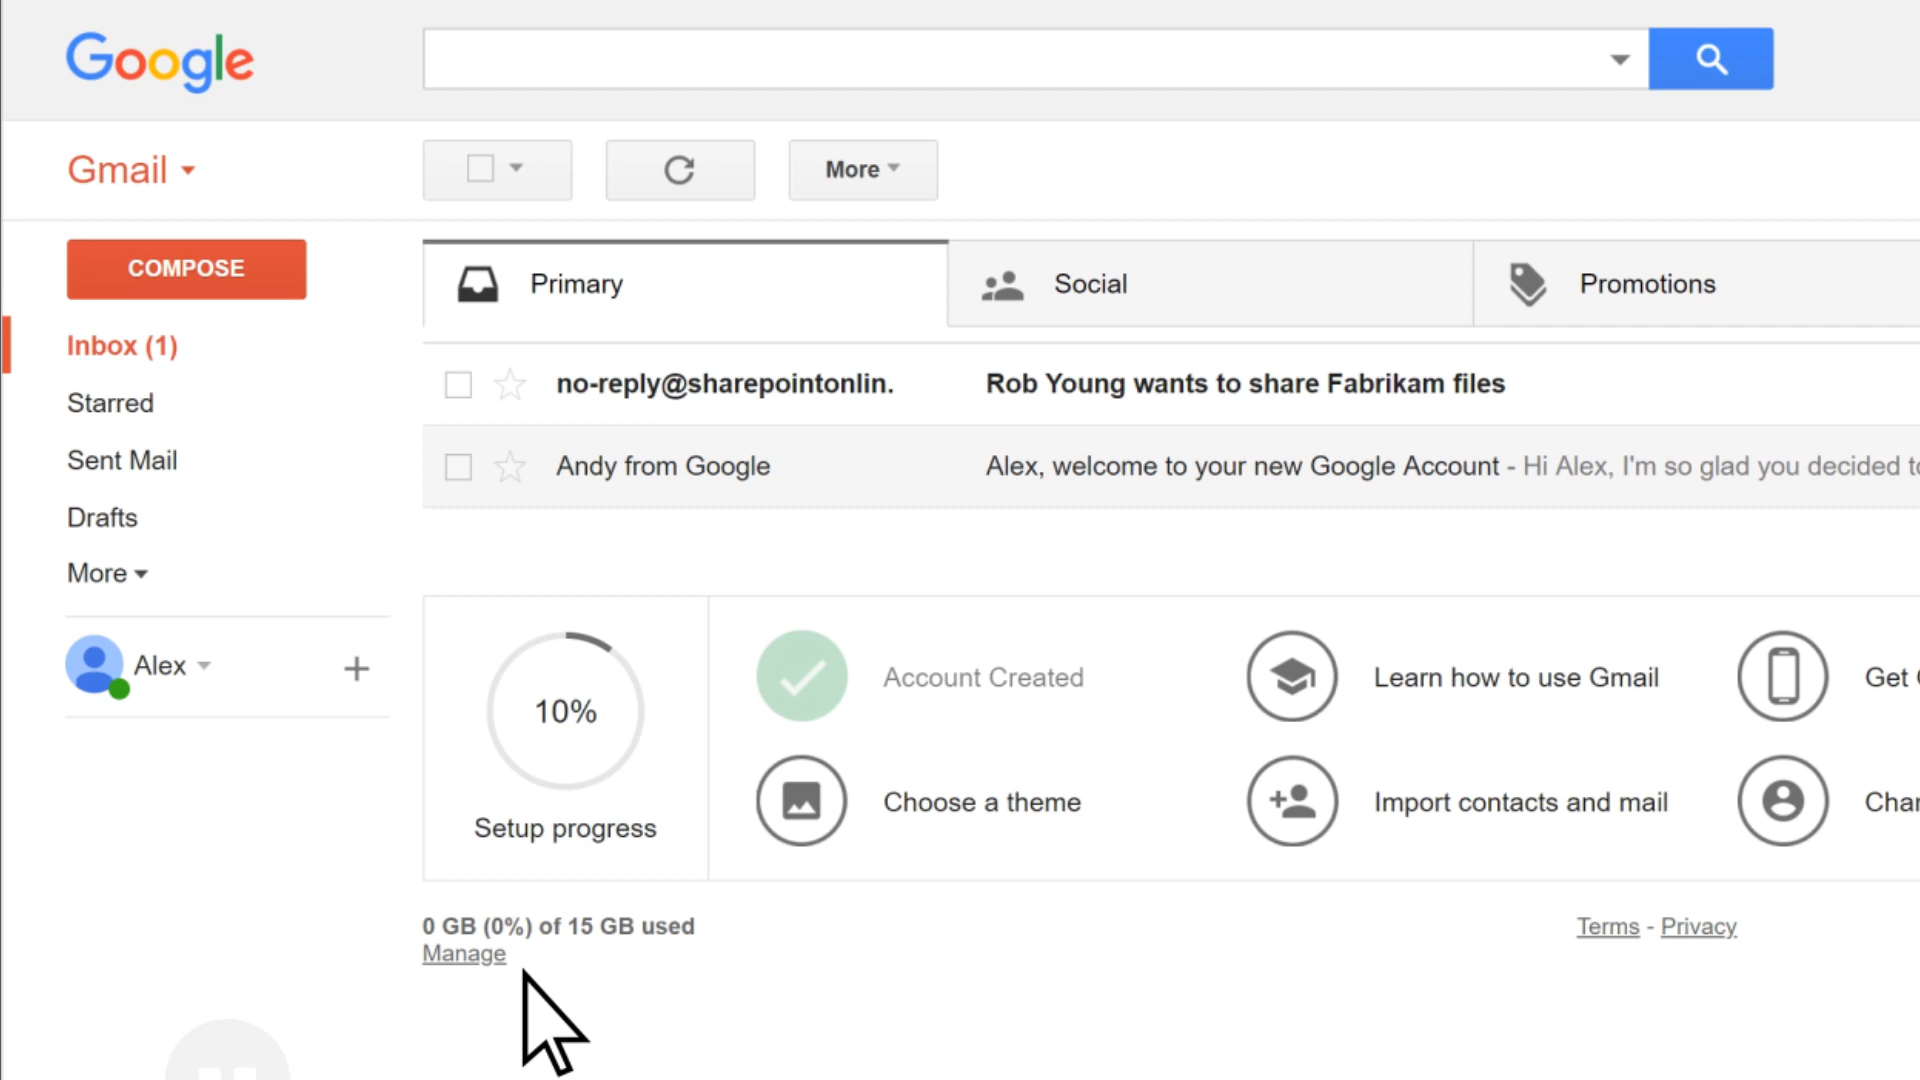 Google
Gmail
More
COMPOSE
Primary
Social
Promotions
Inbox (1)
Starred
Sent Mail
Drafts
More
Alex
no-reply@sharepointonlin.
Rob Young wants to share Fabrikam files
Andy from Google
Alex, welcome to your new Google Account - Hi Alex, I'm so glad you decided
10%
Setup progress
Account Created
Learn how to use Gmail
Get
Choose a theme
Import contacts and mail
0 GB (0%) of 15 GB used
Manage
Terms - Privacy